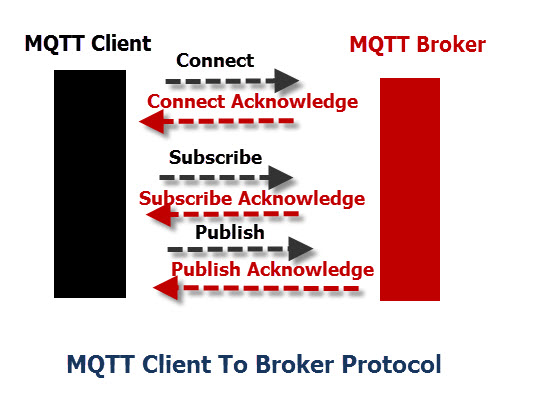 MQTT Client
MQTT Broker
Connect
Connect Acknowledge
Subscribe
Subscribe Acknowledge
Publish
Publish Acknowledge
MQTT Client To Broker Protocol